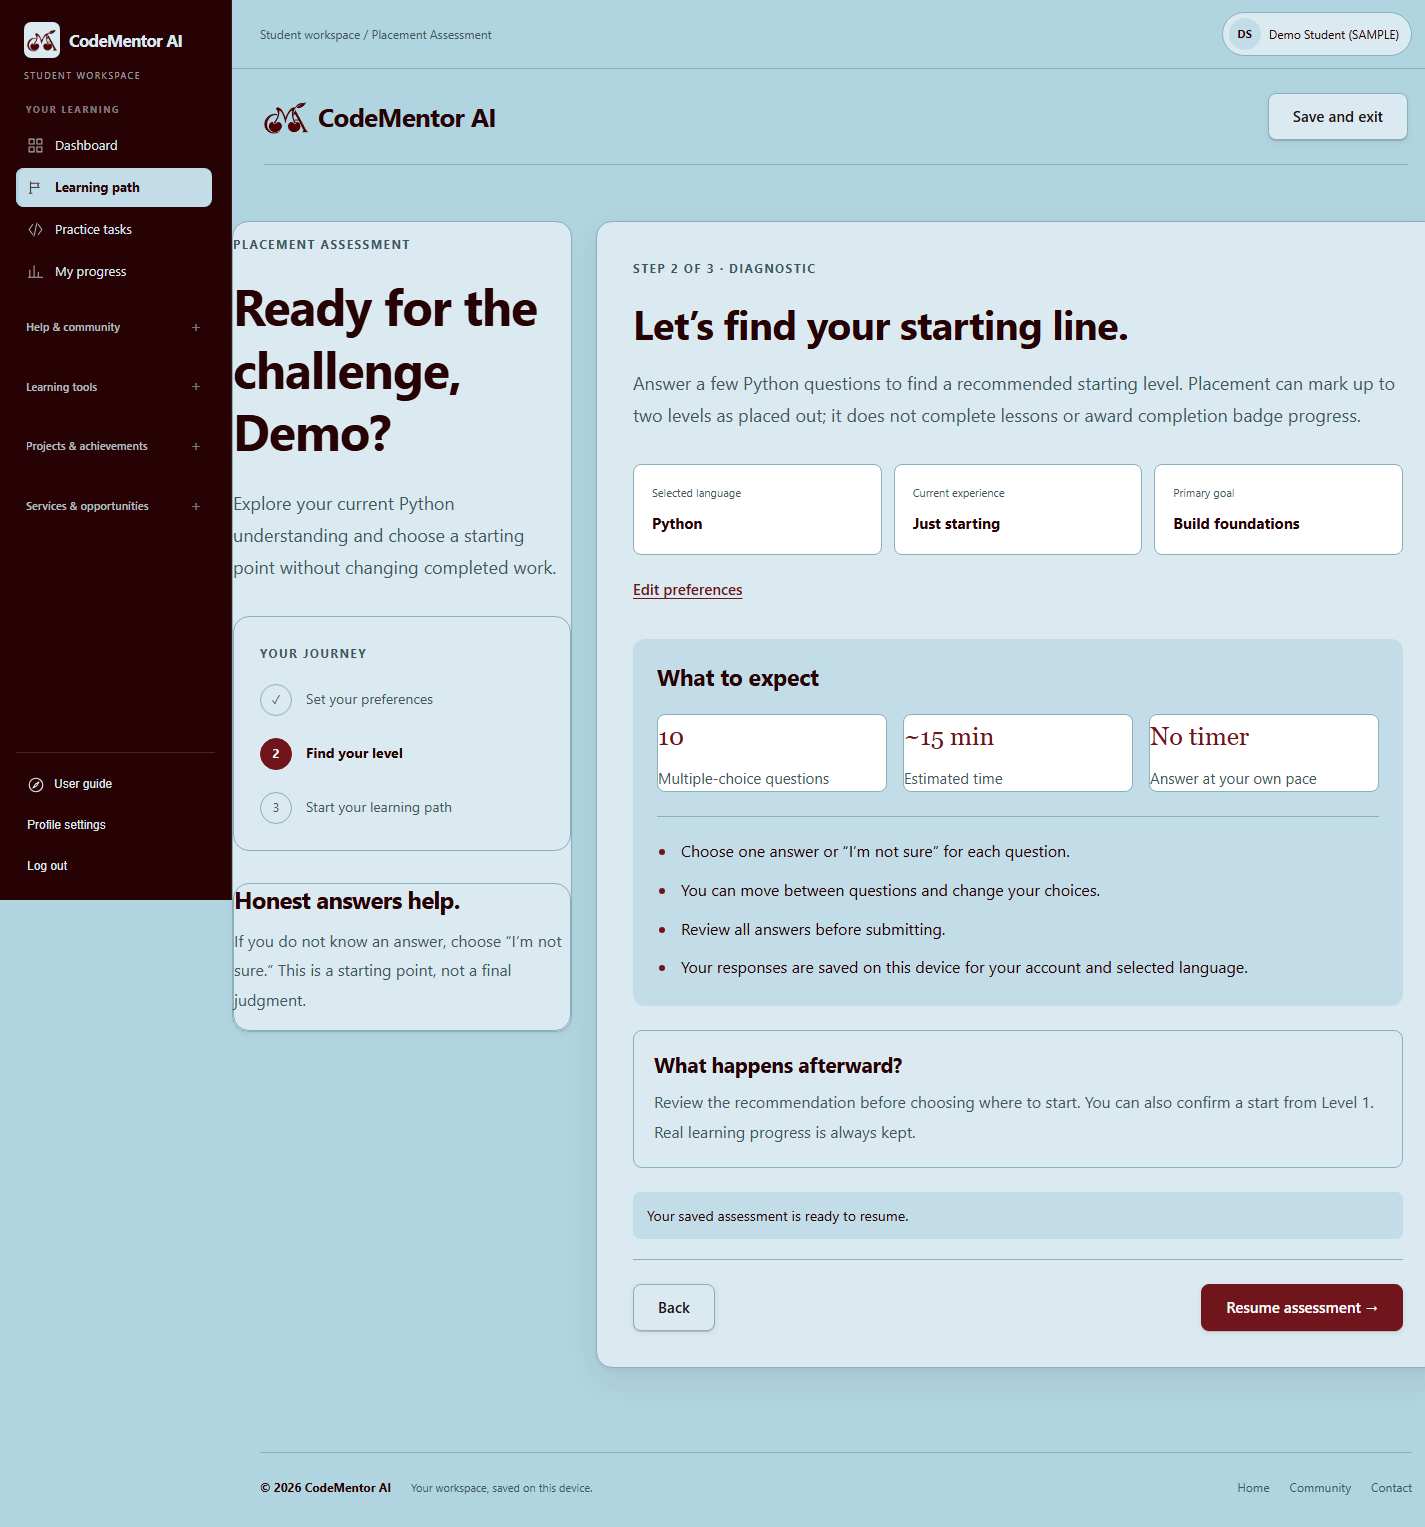 CodeMentor AI
STUDENT WORKSPACE
YOUR LEARNING
Dashboard
Learning path
Practice tasks
My progress
Help & community +
Learning tools +
Projects & achievements +
Services & opportunities +
User guide
Profile settings
Log out
Student workspace / Placement Assessment
DS Demo Student (SAMPLE)
CodeMentor AI
Save and exit
PLACEMENT ASSESSMENT
Ready for the
challenge,
Demo?
Explore your current Python
understanding and choose a starting
point without changing completed work.
YOUR JOURNEY
✓ Set your preferences
2 Find your level
3 Start your learning path
Honest answers help.
If you do not know an answer, choose “I’m not
sure.” This is a starting point, not a final
judgment.
STEP 2 OF 3 · DIAGNOSTIC
Let’s find your starting line.
Answer a few Python questions to find a recommended starting level. Placement can mark up to
two levels as placed out; it does not complete lessons or award completion badge progress.
Selected language
Python
Current experience
Just starting
Primary goal
Build foundations
Edit preferences
What to expect
10
Multiple-choice questions
~15 min
Estimated time
No timer
Answer at your own pace
• Choose one answer or “I’m not sure” for each question.
• You can move between questions and change your choices.
• Review all answers before submitting.
• Your responses are saved on this device for your account and selected language.
What happens afterward?
Review the recommendation before choosing where to start. You can also confirm a start from Level 1.
Real learning progress is always kept.
Your saved assessment is ready to resume.
Back
Resume assessment →
© 2026 CodeMentor AI Your workspace, saved on this device.
Home Community Contact